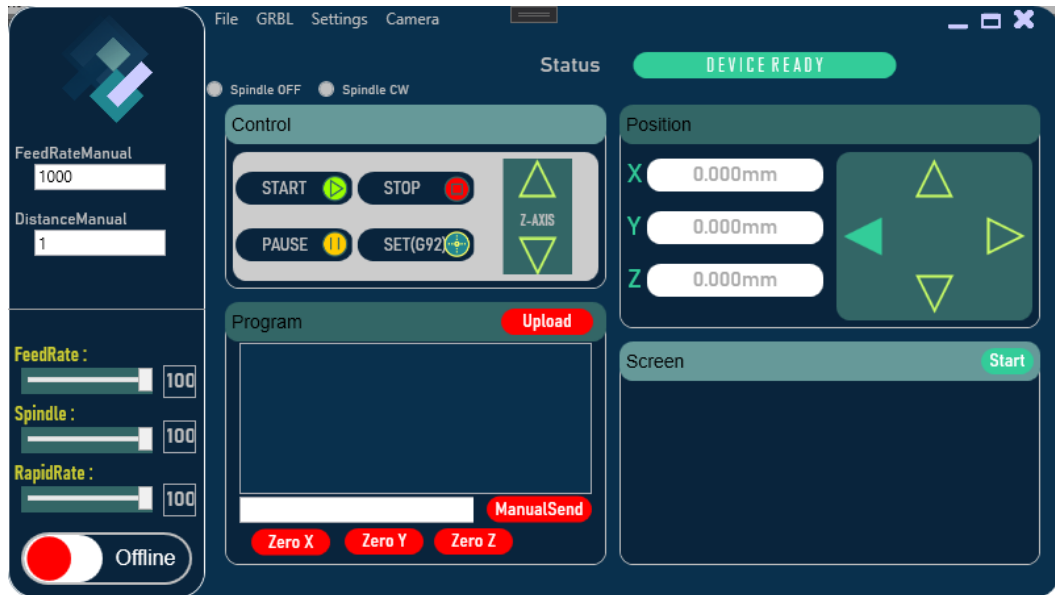 File GRBL Settings Camera
Status DEVICE READY
Spindle OFF Spindle CW
FeedRateManual
1000
DistanceManual
1
FeedRate :
100
Spindle :
100
RapidRate :
100
Offline
Control
START STOP
PAUSE SET(G92)
Z-AXIS
Program Upload
ManualSend
Zero X Zero Y Zero Z
Position
X 0.000mm
Y 0.000mm
Z 0.000mm
Screen Start